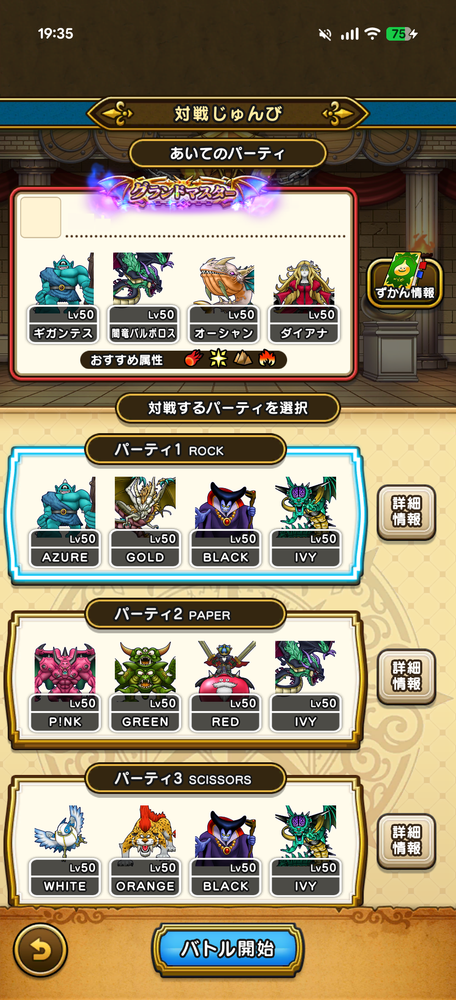 19:35
75
対戦じゅんび
あいてのパーティ
グランドマスター
Lv50 Lv50 Lv50 Lv50
ギガンテス 闇竜バルボロス オーシャン ダイアナ
ずかん情報
おすすめ属性
対戦するパーティを選択
パーティ1 ROCK
Lv50 Lv50 Lv50 Lv50
AZURE GOLD BLACK IVY
詳細
情報
パーティ2 PAPER
Lv50 Lv50 Lv50 Lv50
P!NK GREEN RED IVY
詳細
情報
パーティ3 SCISSORS
Lv50 Lv50 Lv50 Lv50
WHITE ORANGE BLACK IVY
詳細
情報
バトル開始